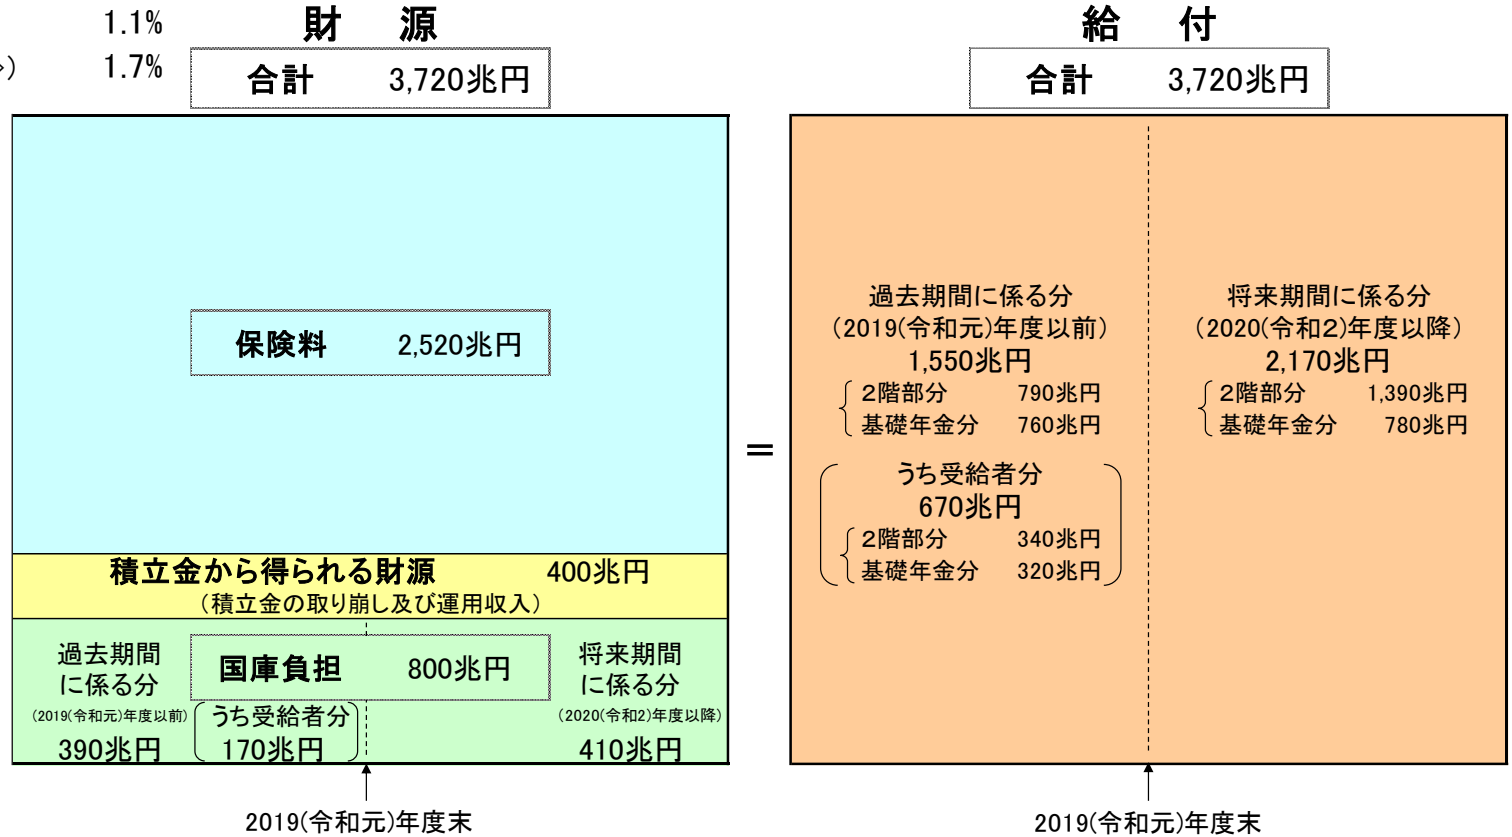 1.1%
>) 1.7%
財 源
合計 3,720兆円
保険料 2,520兆円
積立金から得られる財源 400兆円
(積立金の取り崩し及び運用収入)
過去期間
に係る分
(2019(令和元)年度以前)
390兆円
国庫負担 800兆円
うち受給者分
170兆円
将来期間
に係る分
(2020(令和2)年度以降)
410兆円
2019(令和元)年度末
=
給 付
合計 3,720兆円
過去期間に係る分
(2019(令和元)年度以前)
1,550兆円
2階部分 790兆円
基礎年金分 760兆円
うち受給者分
670兆円
2階部分 340兆円
基礎年金分 320兆円
将来期間に係る分
(2020(令和2)年度以降)
2,170兆円
2階部分 1,390兆円
基礎年金分 780兆円
2019(令和元)年度末